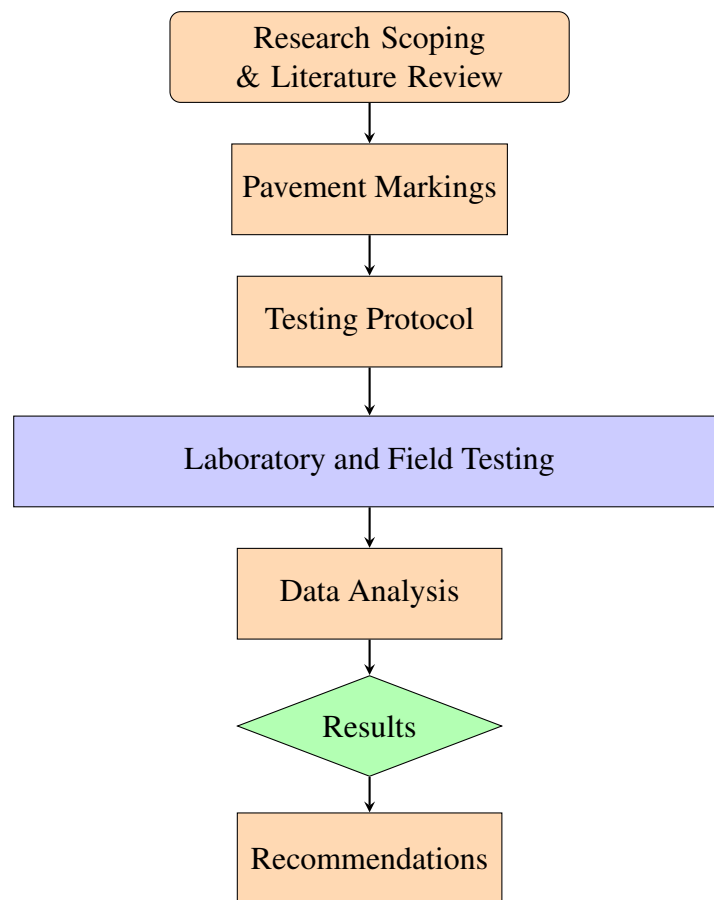 Research Scoping
& Literature Review
Pavement Markings
Testing Protocol
Laboratory and Field Testing
Data Analysis
Results
Recommendations